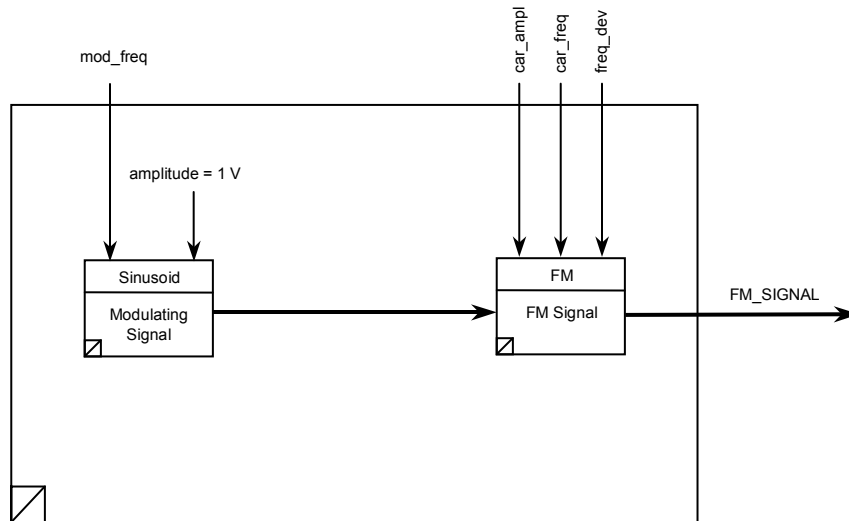 mod_freq
car_ampl
car_freq
freq_dev
amplitude = 1 V
Sinusoid
Modulating
Signal
FM
FM Signal
FM_SIGNAL